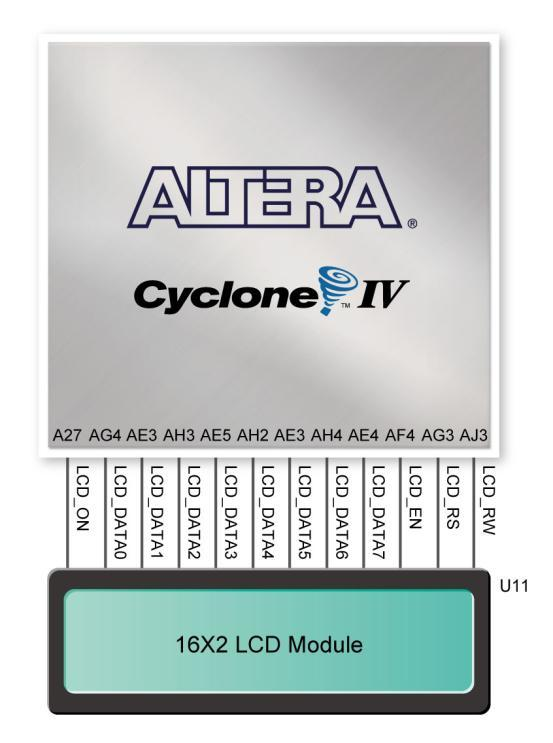 ALTERA®
Cyclone™ IV
A27 AG4 AE3 AH3 AE5 AH2 AE3 AH4 AE4 AF4 AG3 AJ3
LCD_ON
LCD_DATA0
LCD_DATA1
LCD_DATA2
LCD_DATA3
LCD_DATA4
LCD_DATA5
LCD_DATA6
LCD_DATA7
LCD_EN
LCD_RS
LCD_RW
U11
16X2 LCD Module